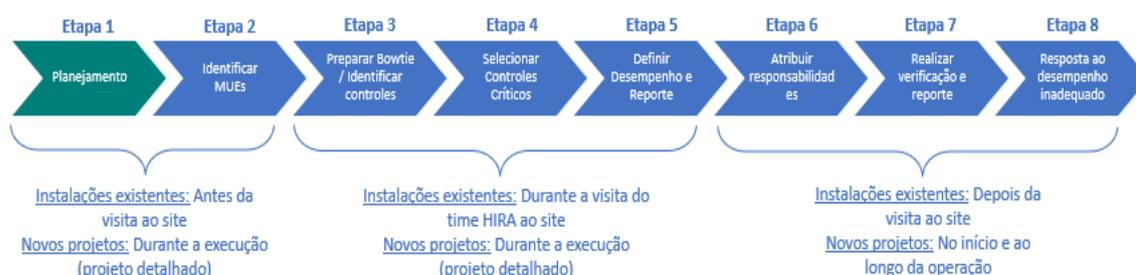 Etapa 1
Etapa 2
Etapa 3
Etapa 4
Etapa 5
Etapa 6
Etapa 7
Etapa 8
Planejamento
Identificar
MUEs
Preparar Bowtie
/ Identificar
controles
Selecionar
Controles
Críticos
Definir
Desempenho e
Reporte
Atribuir
responsabilidad
es
Realizar
verificação e
reporte
Resposta ao
desempenho
inadequado
Instalações existentes: Antes da
visita ao site
Novos projetos: Durante a execução
(projeto detalhado)
Instalações existentes: Durante a visita do
time HIRA ao site
Novos projetos: Durante a execução
(projeto detalhado)
Instalações existentes: Depois da
visita ao site
Novos projetos: No início e ao
longo da operação